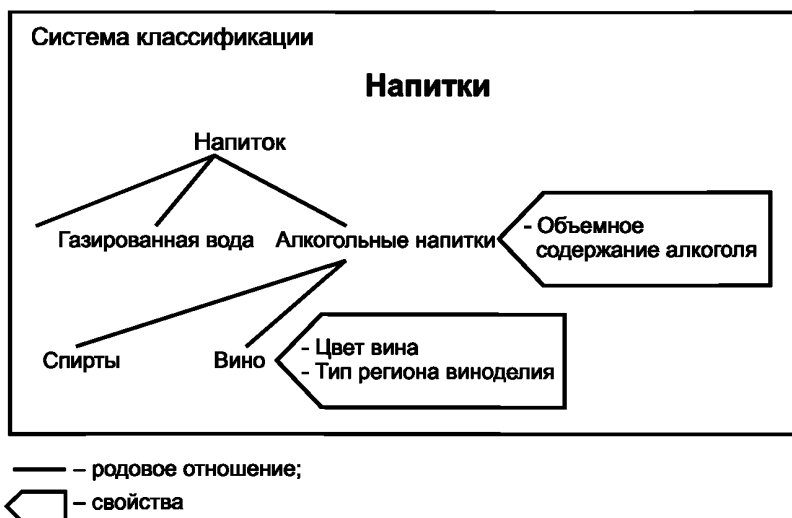 Система классификации
Напитки
Напиток
Газированная вода
Алкогольные напитки
- Объемное
содержание алкоголя
Спирты
Вино
- Цвет вина
- Тип региона виноделия
– родовое отношение;
– свойства